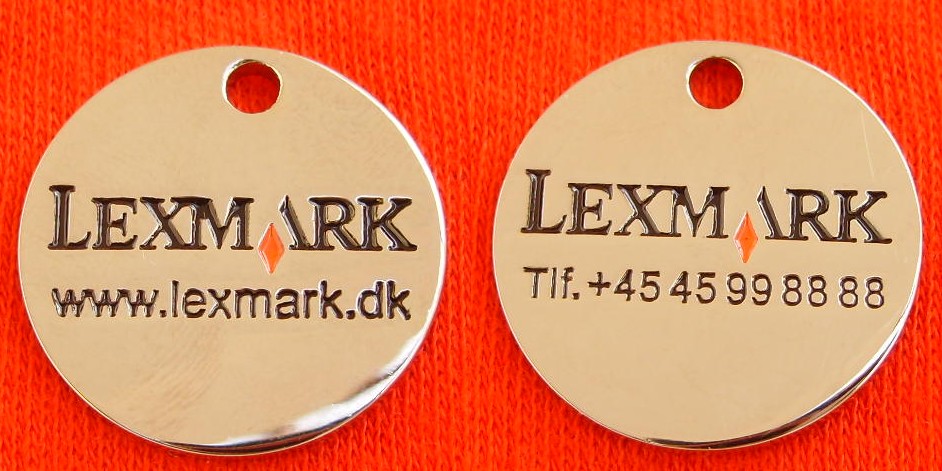 LEXMARK
www.lexmark.dk
LEXMARK
Tlf. +45 45 99 88 88